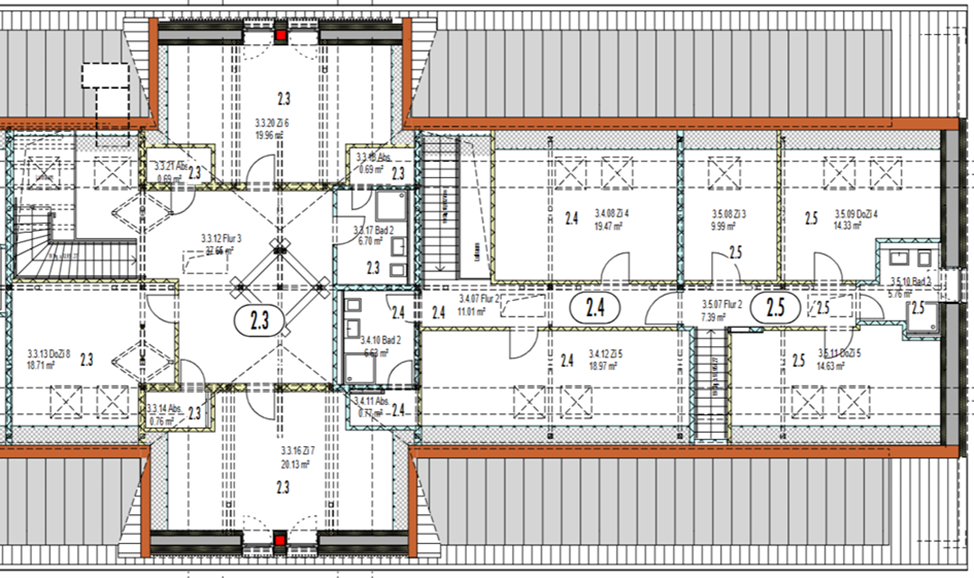 2.3
3.3.20 Zi 6
19.96 m²
3.3.21 Abs.
0.69 m²
2.3
3.3.18 Abs.
0.69 m²
2.3
3.3.12 Flur 3
3.3.17 Bad 2
6.70 m²
2.3
2.4
3.4.08 Zi 4
19.47 m²
3.5.08 Zi 3
9.99 m²
2.5
2.5
3.5.09 DoZi 4
14.33 m²
3.5.10 Bad 2
5.76 m²
2.5
2.3
2.4
2.4
3.4.07 Flur 2
11.01 m²
2.4
3.5.07 Flur 2
7.39 m²
2.5
2.5
3.4.10 Bad 2
6.63 m²
3.3.13 DoZi 8
18.71 m²
2.3
2.4
3.4.12 Zi 5
18.97 m²
2.5
3.5.11 DoZi 5
14.63 m²
3.3.14 Abs.
0.76 m²
2.3
3.4.11 Abs.
0.77 m²
2.4
3.3.16 Zi 7
20.13 m²
2.3